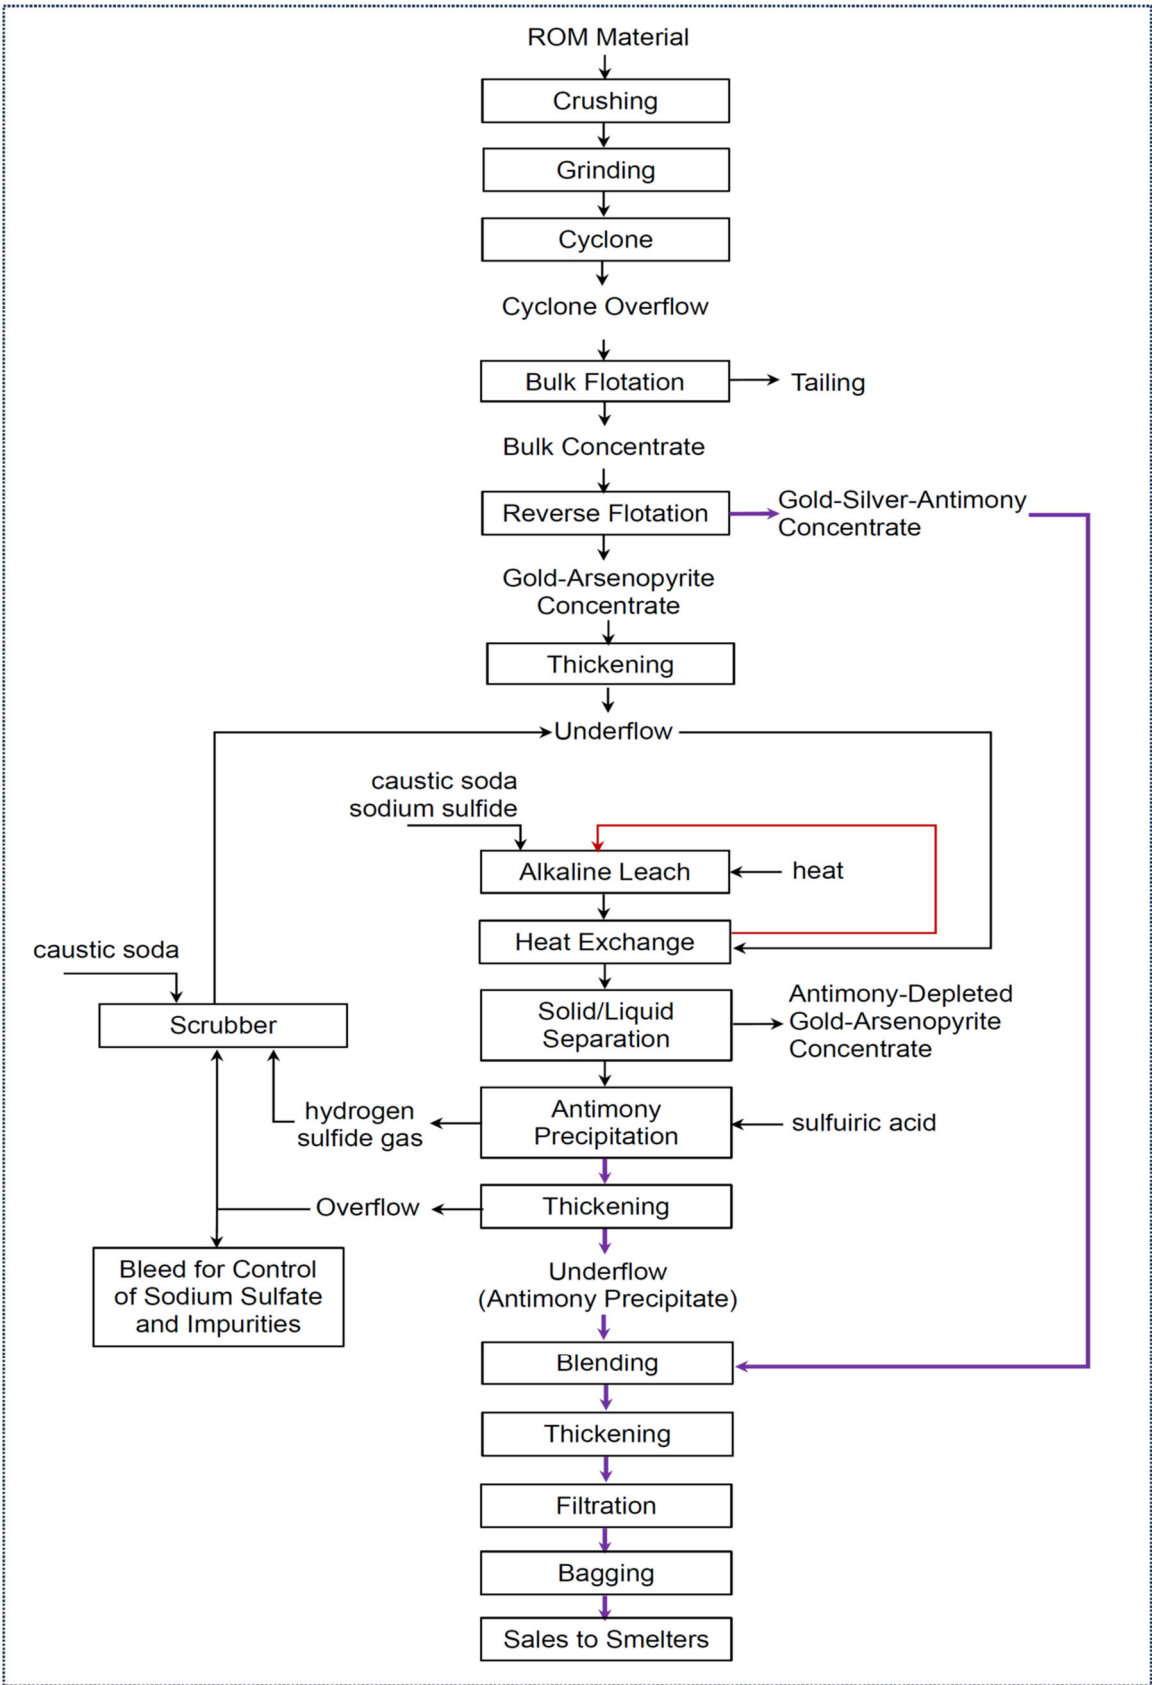 ROM Material
Crushing
Grinding
Cyclone
Cyclone Overflow
Bulk Flotation
Tailing
Bulk Concentrate
Reverse Flotation
Gold-Silver-Antimony
Concentrate
Gold-Arsenopyrite
Concentrate
Thickening
Underflow
caustic soda
sodium sulfide
Alkaline Leach
heat
Heat Exchange
caustic soda
Scrubber
Solid/Liquid
Separation
Antimony-Depleted
Gold-Arsenopyrite
Concentrate
Antimony
Precipitation
sulfuiric acid
hydrogen
sulfide gas
Thickening
Overflow
Bleed for Control
of Sodium Sulfate
and Impurities
Underflow
(Antimony Precipitate)
Blending
Thickening
Filtration
Bagging
Sales to Smelters